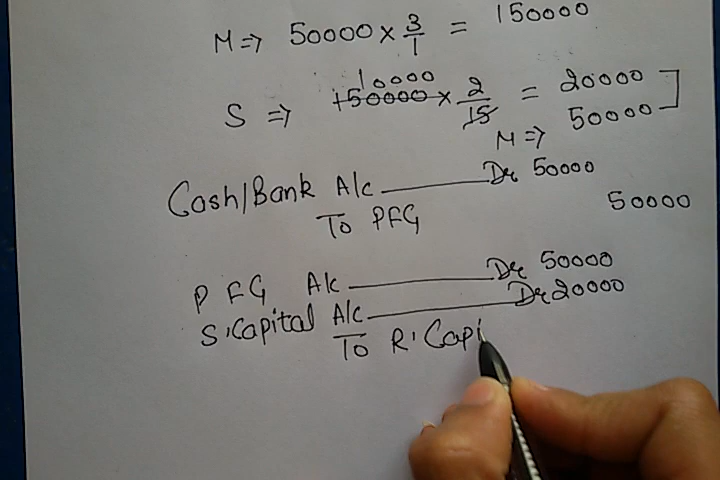 M => 50000 × 3/1 = 150000
10000
S => 150000 × 2/15 = 20000
M => 50000
Cash/Bank A/c ——— Dr 50000
To PFG 50000
PFG A/c ——— Dr 50000
S's Capital A/c ——— Dr 20000
To R's Capi